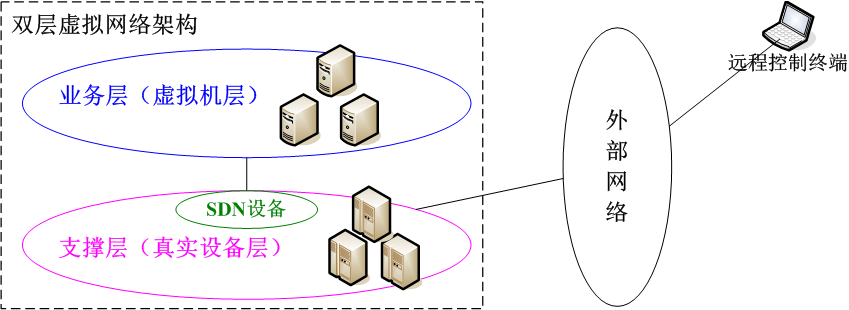 双层虚拟网络架构
业务层（虚拟机层）
SDN设备
支撑层（真实设备层）
外
部
网
络
远程控制终端